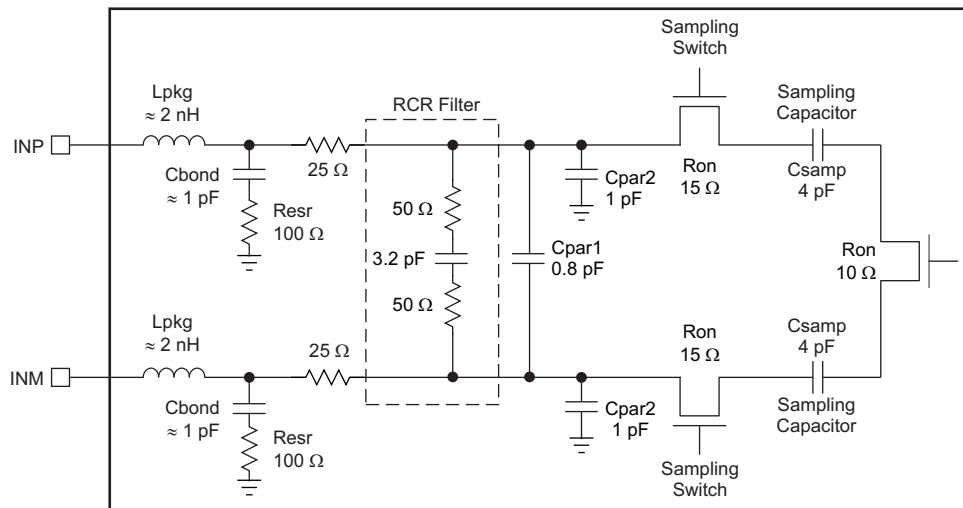 Sampling
Switch
Lpkg
≈ 2 nH
RCR Filter
Sampling
Capacitor
INP
25 Ω
Cbond
≈ 1 pF
Resr
100 Ω
50 Ω
3.2 pF
50 Ω
Cpar2
1 pF
Cpar1
0.8 pF
Ron
15 Ω
Csamp
4 pF
Ron
10 Ω
Lpkg
≈ 2 nH
25 Ω
Ron
15 Ω
Csamp
4 pF
INM
Cbond
≈ 1 pF
Resr
100 Ω
Cpar2
1 pF
Sampling
Capacitor
Sampling
Switch